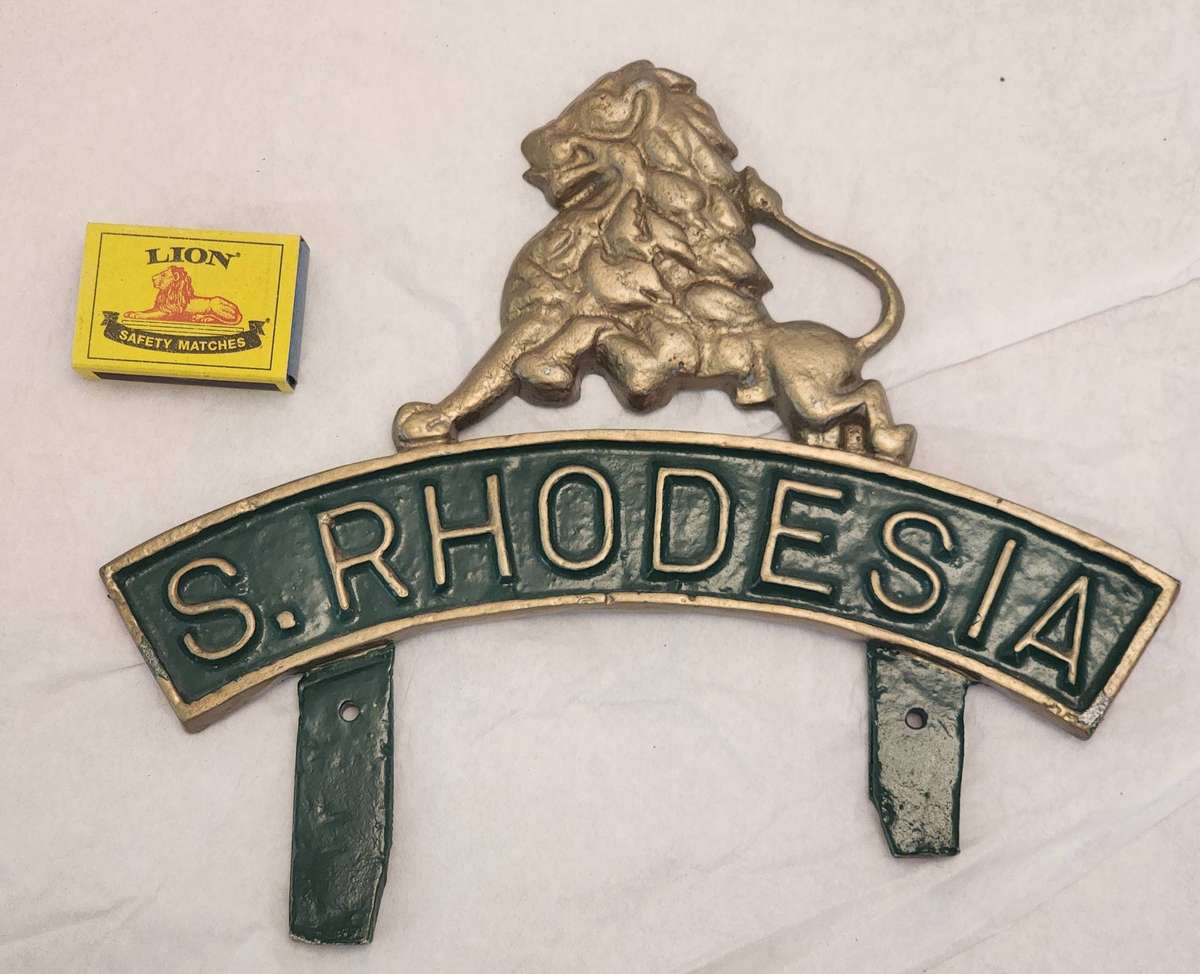 LION
SAFETY MATCHES
S. RHODESIA